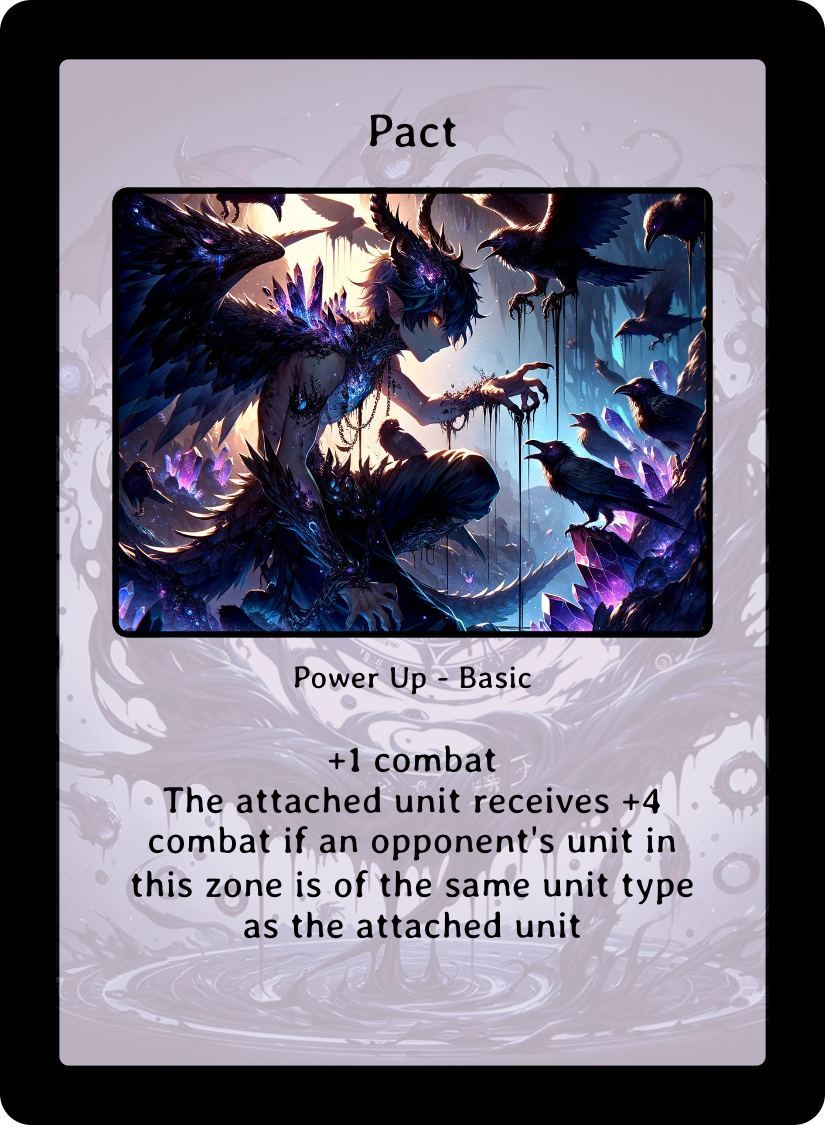 Pact
Power Up - Basic
+1 combat
The attached unit receives +4
combat if an opponent's unit in
this zone is of the same unit type
as the attached unit